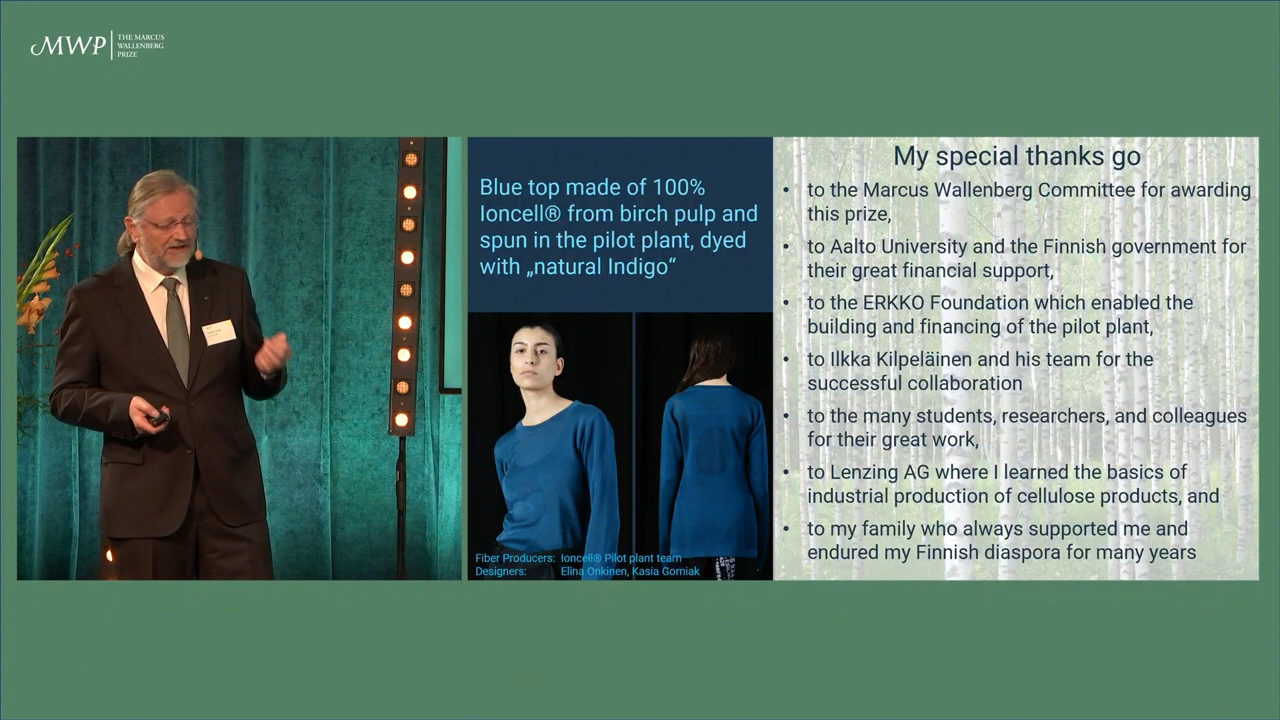 MWP
THE MARCUS
WALLENBERG
PRIZE
Blue top made of 100%
Ioncell® from birch pulp and
spun in the pilot plant, dyed
with „natural Indigo“
Fiber Producers: Ioncell® Pilot plant team
Designers: Elina Onkinen, Kasia Gorniak
My special thanks go
• to the Marcus Wallenberg Committee for awarding
this prize,
• to Aalto University and the Finnish government for
their great financial support,
• to the ERKKO Foundation which enabled the
building and financing of the pilot plant,
• to Ilkka Kilpeläinen and his team for the
successful collaboration
• to the many students, researchers, and colleagues
for their great work,
• to Lenzing AG where I learned the basics of
industrial production of cellulose products, and
• to my family who always supported me and
endured my Finnish diaspora for many years